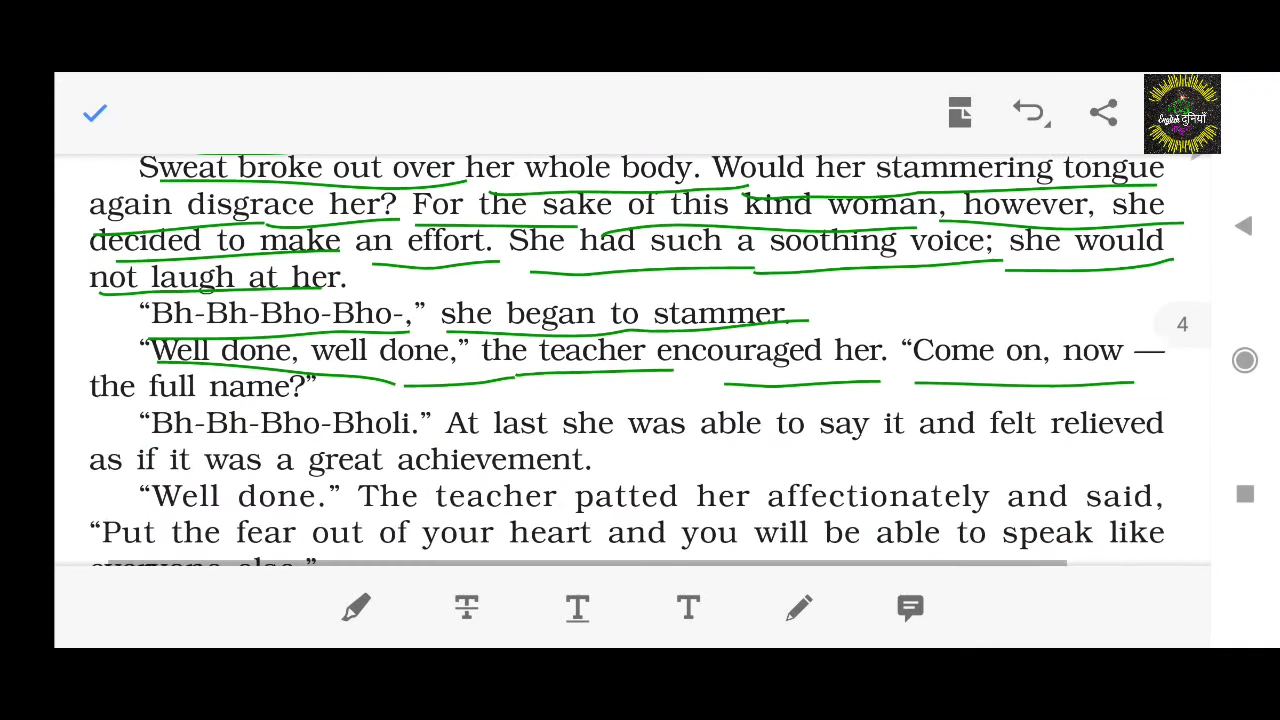 English दुनियाँ
Sweat broke out over her whole body. Would her stammering tongue
again disgrace her? For the sake of this kind woman, however, she
decided to make an effort. She had such a soothing voice; she would
not laugh at her.
“Bh-Bh-Bho-Bho-,” she began to stammer.
“Well done, well done,” the teacher encouraged her. “Come on, now —
4
the full name?”
“Bh-Bh-Bho-Bholi.” At last she was able to say it and felt relieved
as if it was a great achievement.
“Well done.” The teacher patted her affectionately and said,
“Put the fear out of your heart and you will be able to speak like
everyone else.”